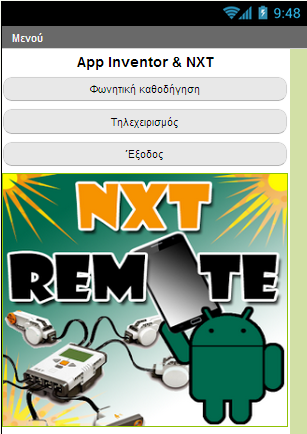 9:48
Μενού
App Inventor & NXT
Φωνητική καθοδήγηση
Τηλεχειρισμός
Έξοδος
NXT
REM TE